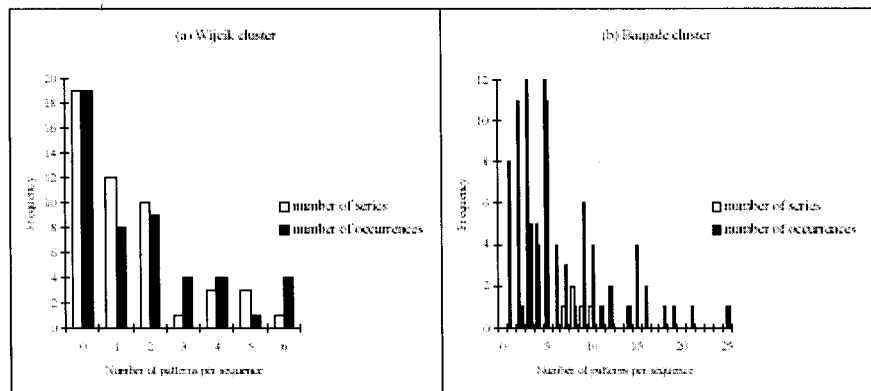 (a) Wijcik cluster
20
18
16
14
12
10
8
6
4
2
0
Frequency
0 1 2 3 4 5 6
Number of patterns per sequence
number of series
number of occurrences
(b) cluster
12
10
8
6
4
2
0
Frequency
0 5 10 15 20 25
Number of patterns per sequence
number of series
number of occurrences